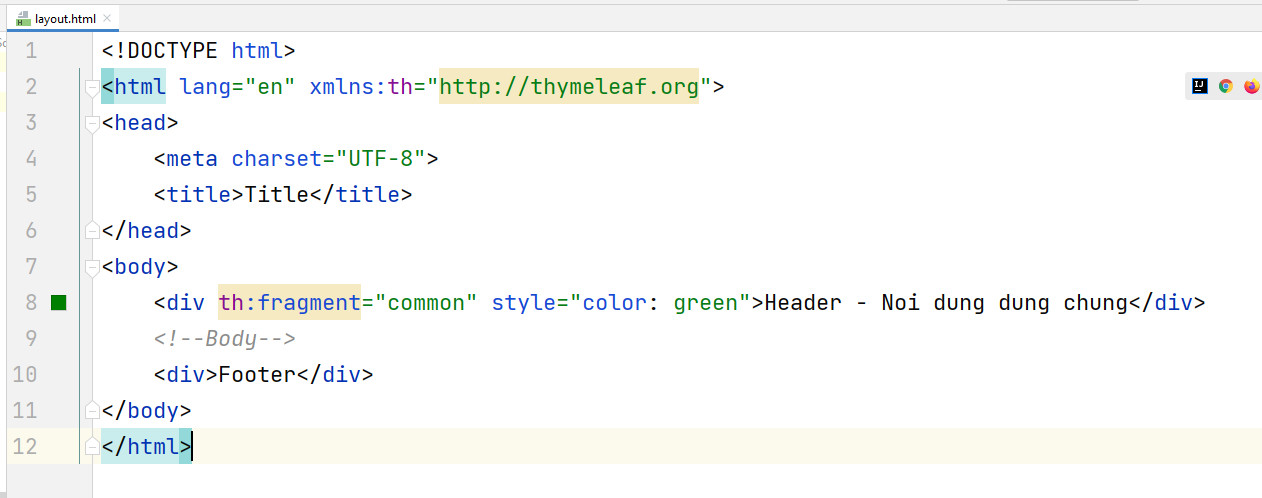 layout.html
1 <!DOCTYPE html>
2 <html lang="en" xmlns:th="http://thymeleaf.org">
3 <head>
4     <meta charset="UTF-8">
5     <title>Title</title>
6 </head>
7 <body>
8     <div th:fragment="common" style="color: green">Header - Noi dung dung chung</div>
9     <!--Body-->
10     <div>Footer</div>
11 </body>
12 </html>